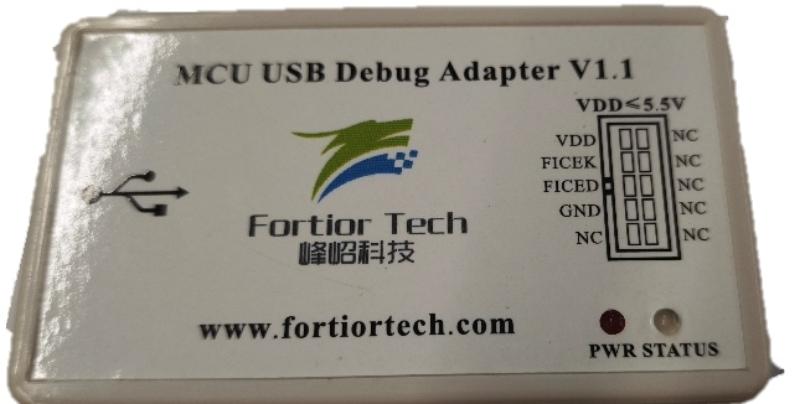 MCU USB Debug Adapter V1.1
VDD≤5.5V
VDD NC
FICEK NC
FICED NC
GND NC
NC NC
Fortior Tech
峰岹科技
www.fortiortech.com
PWR STATUS